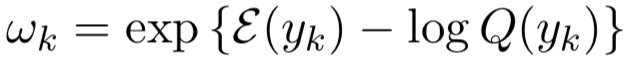 ω_k = exp {ℰ(y_k) − log Q(y_k)}